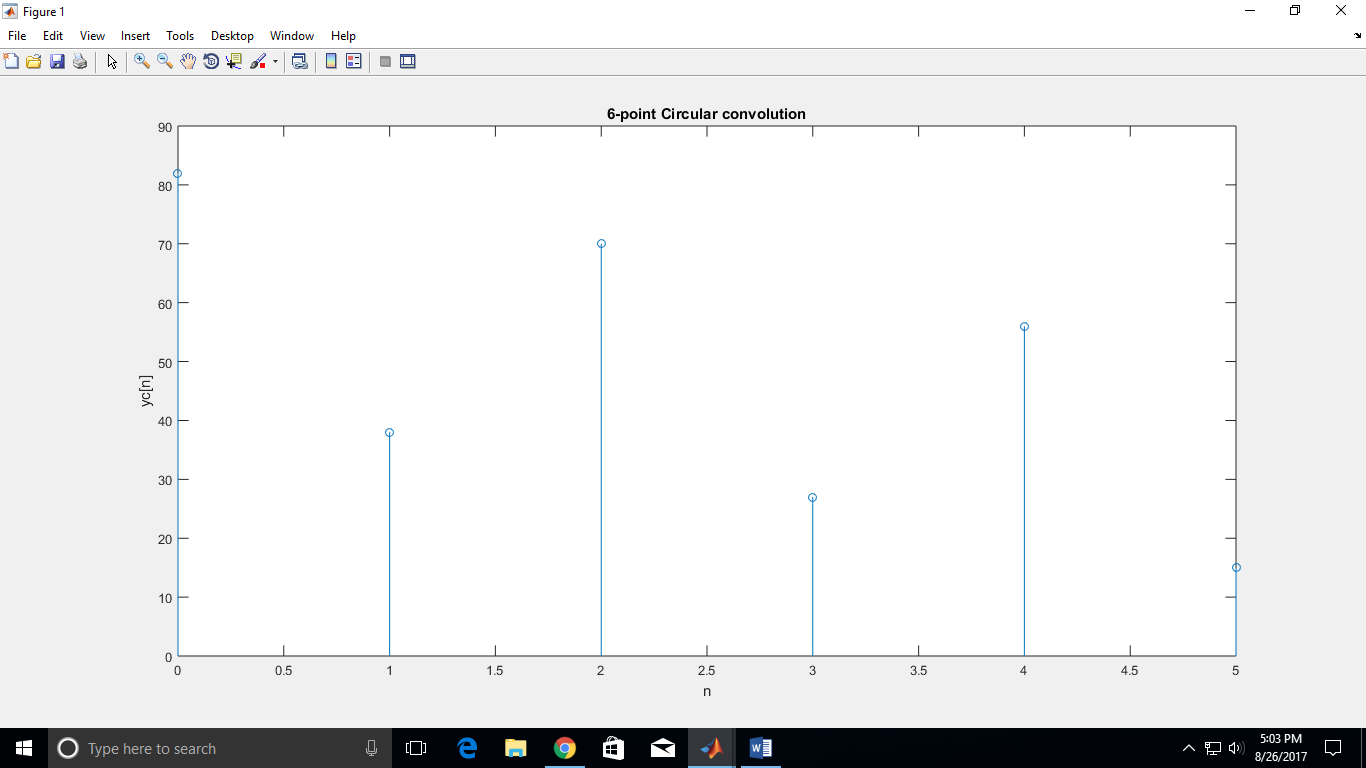 Figure 1
File Edit View Insert Tools Desktop Window Help
6-point Circular convolution
90
80
70
60
50
40
30
20
10
0
yc[n]
0 0.5 1 1.5 2 2.5 3 3.5 4 4.5 5
n
Type here to search
5:03 PM
8/26/2017